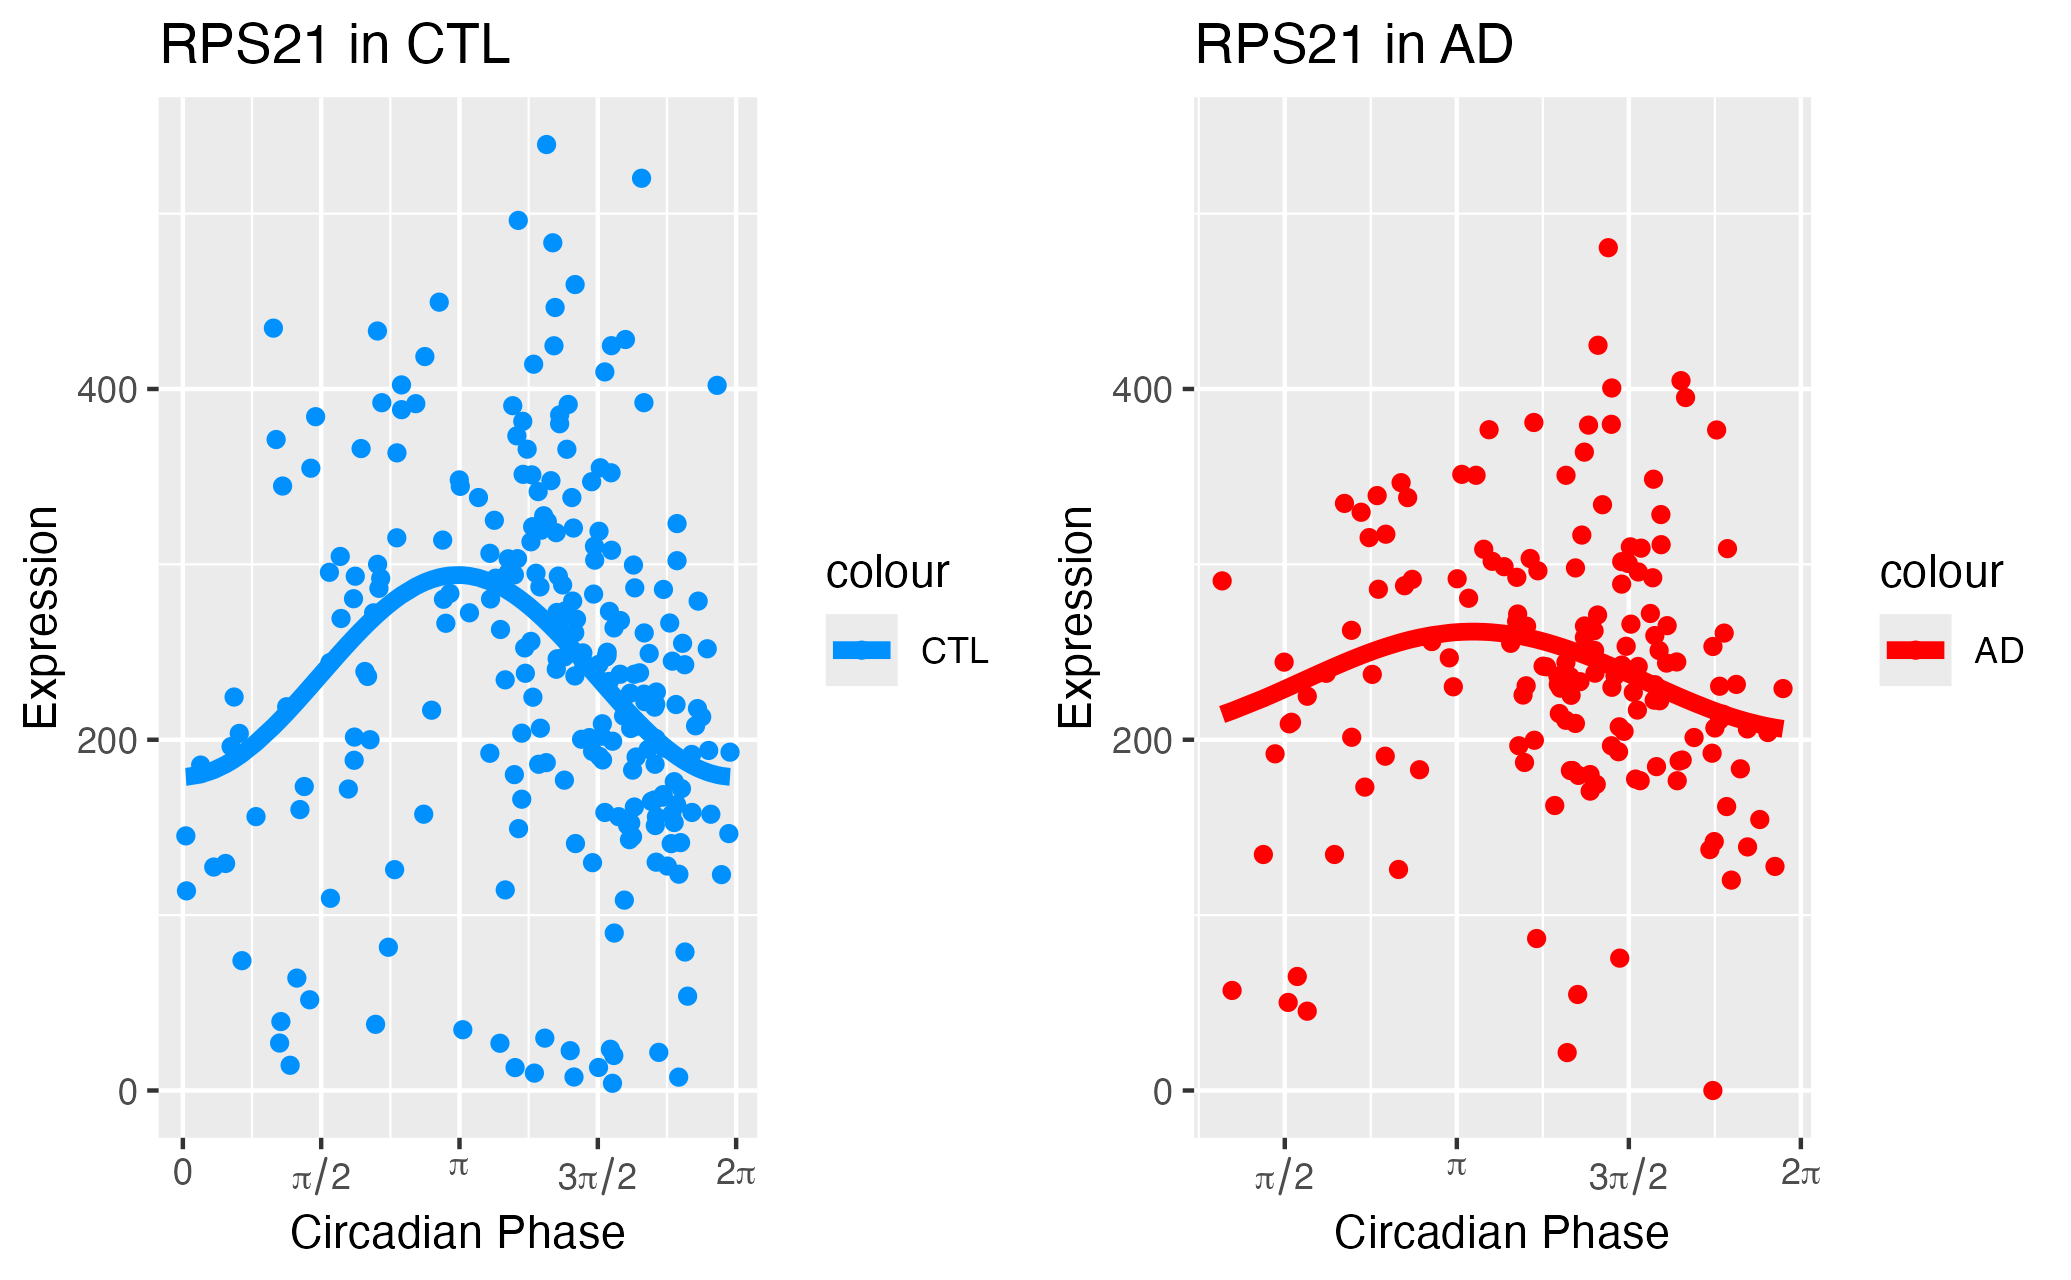 RPS21 in CTL
Expression
400
200
0
0
π/2
π
3π/2
2π
Circadian Phase
colour
CTL
RPS21 in AD
Expression
400
200
0
π/2
π
3π/2
2π
Circadian Phase
colour
AD